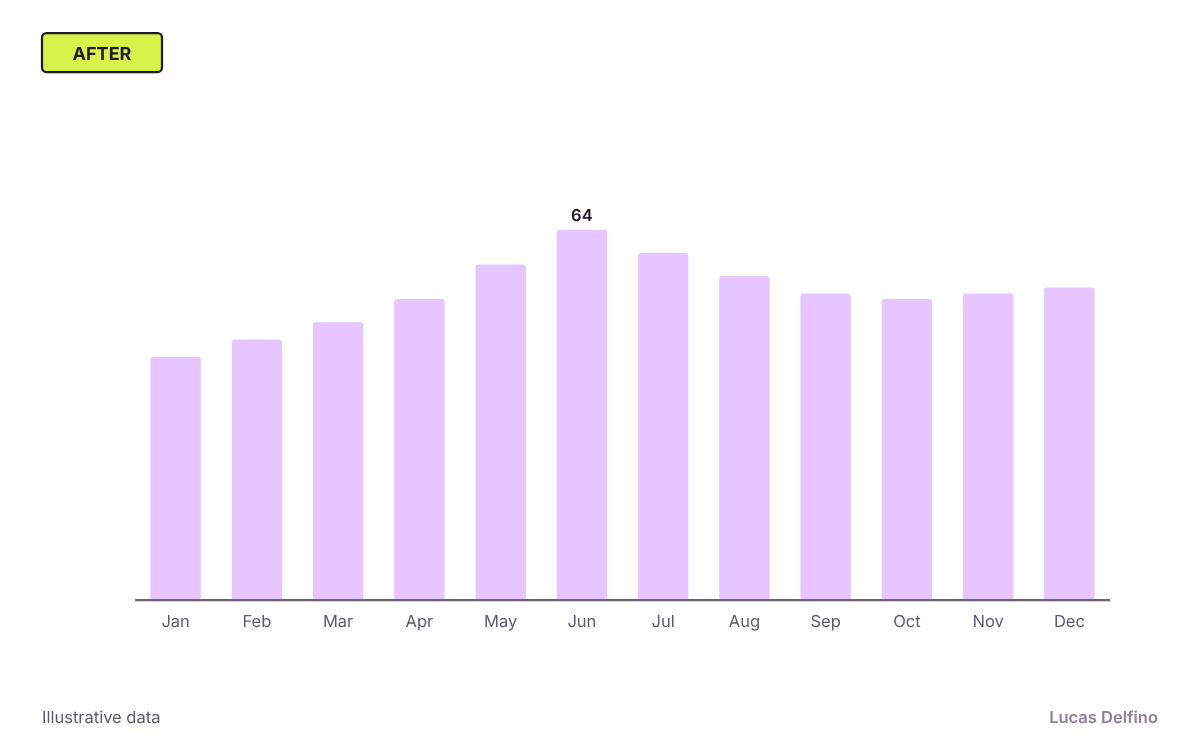 AFTER
64
Jan Feb Mar Apr May Jun Jul Aug Sep Oct Nov Dec
Illustrative data
Lucas Delfino